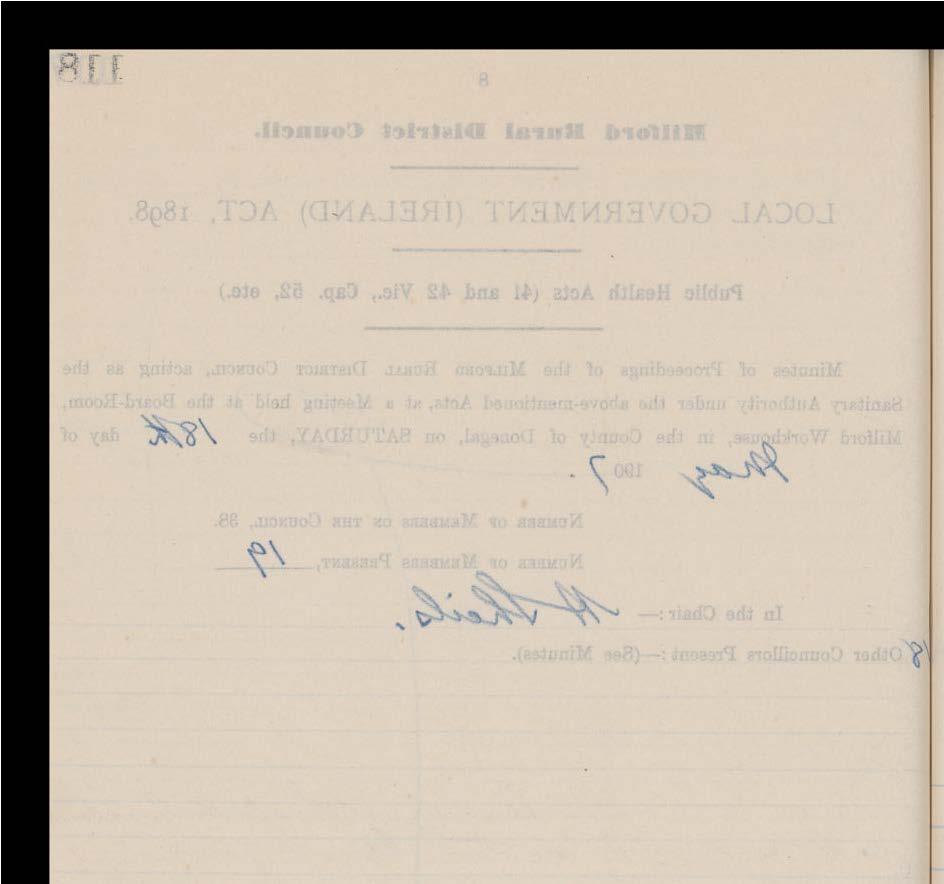 118
8
Milford Rural District Council.
LOCAL GOVERNMENT (IRELAND) ACT, 1898.
Public Health Acts (41 and 42 Vic., Cap. 52, etc.)
Minutes of Proceedings of the MILFORD RURAL DISTRICT COUNCIL, acting as the
Sanitary Authority under the above-mentioned Acts, at a Meeting held at the Board-Room,
Milford Workhouse, in the County of Donegal, on SATURDAY, the 18th day of
May 1907.
NUMBER OF MEMBERS ON THE COUNCIL, 38.
NUMBER OF MEMBERS PRESENT, 19
In the Chair:— H Sheils.
18 Other Councillors Present:—(See Minutes).